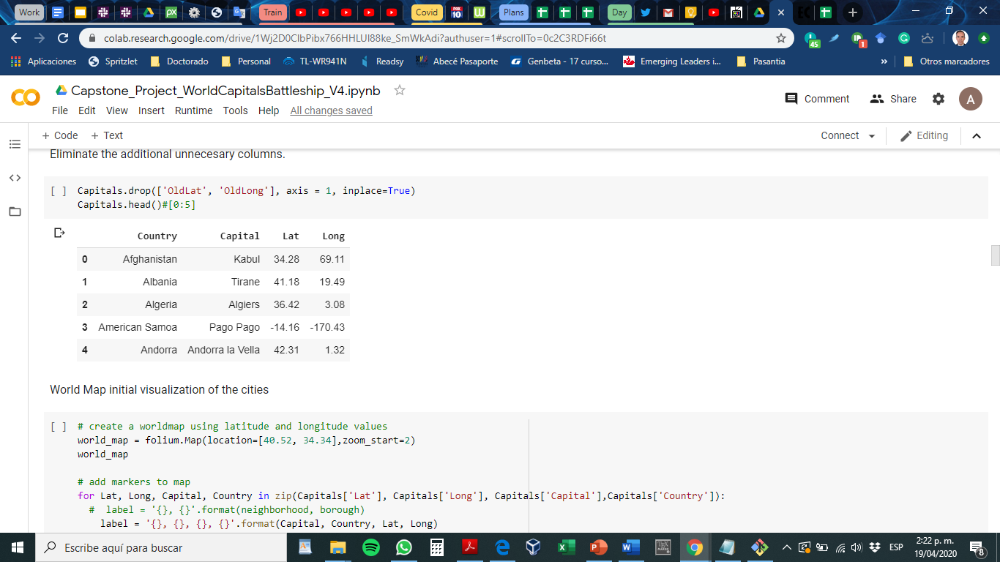 Work
Train
Covid
FOX 10
Plans
Day
colab.research.google.com/drive/1Wj2D0CIbPibx766HHLUl88ke_SmWkAdi?authuser=1#scrollTo=0c2C3RDFi66t
45
1
Aplicaciones Spritzlet Doctorado Personal TL-WR941N Readsy Abecé Pasaporte Genbeta - 17 curso... Emerging Leaders i... Pasantia » Otros marcadores
Capstone_Project_WorldCapitalsBattleship_V4.ipynb
Comment Share A
File Edit View Insert Runtime Tools Help All changes saved
+ Code + Text Connect Editing
Eliminate the additional unnecesary columns.
[ ] Capitals.drop(['OldLat', 'OldLong'], axis = 1, inplace=True)
Capitals.head()#[0:5]
Country Capital Lat Long
0 Afghanistan Kabul 34.28 69.11
1 Albania Tirane 41.18 19.49
2 Algeria Algiers 36.42 3.08
3 American Samoa Pago Pago -14.16 -170.43
4 Andorra Andorra la Vella 42.31 1.32
World Map initial visualization of the cities
[ ] # create a worldmap using latitude and longitude values
world_map = folium.Map(location=[40.52, 34.34],zoom_start=2)
world_map
# add markers to map
for Lat, Long, Capital, Country in zip(Capitals['Lat'], Capitals['Long'], Capitals['Capital'],Capitals['Country']):
#  label = '{}, {}'.format(neighborhood, borough)
label = '{}, {}, {}, {}'.format(Capital, Country, Lat, Long)
Escribe aquí para buscar
ESP
2:22 p. m.
19/04/2020
8